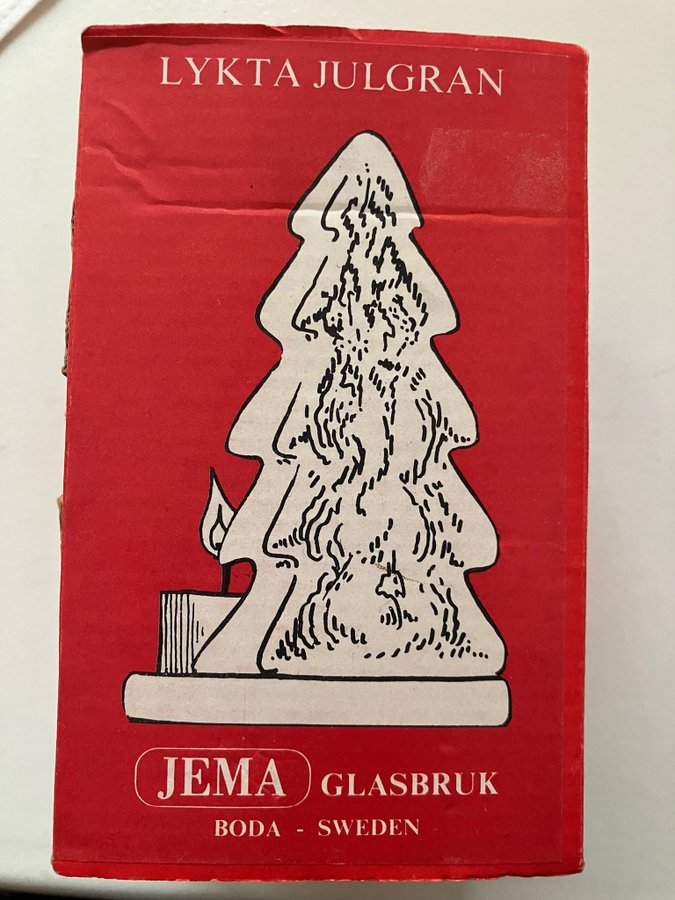 LYKTA JULGRAN
JEMA GLASBRUK
BODA - SWEDEN